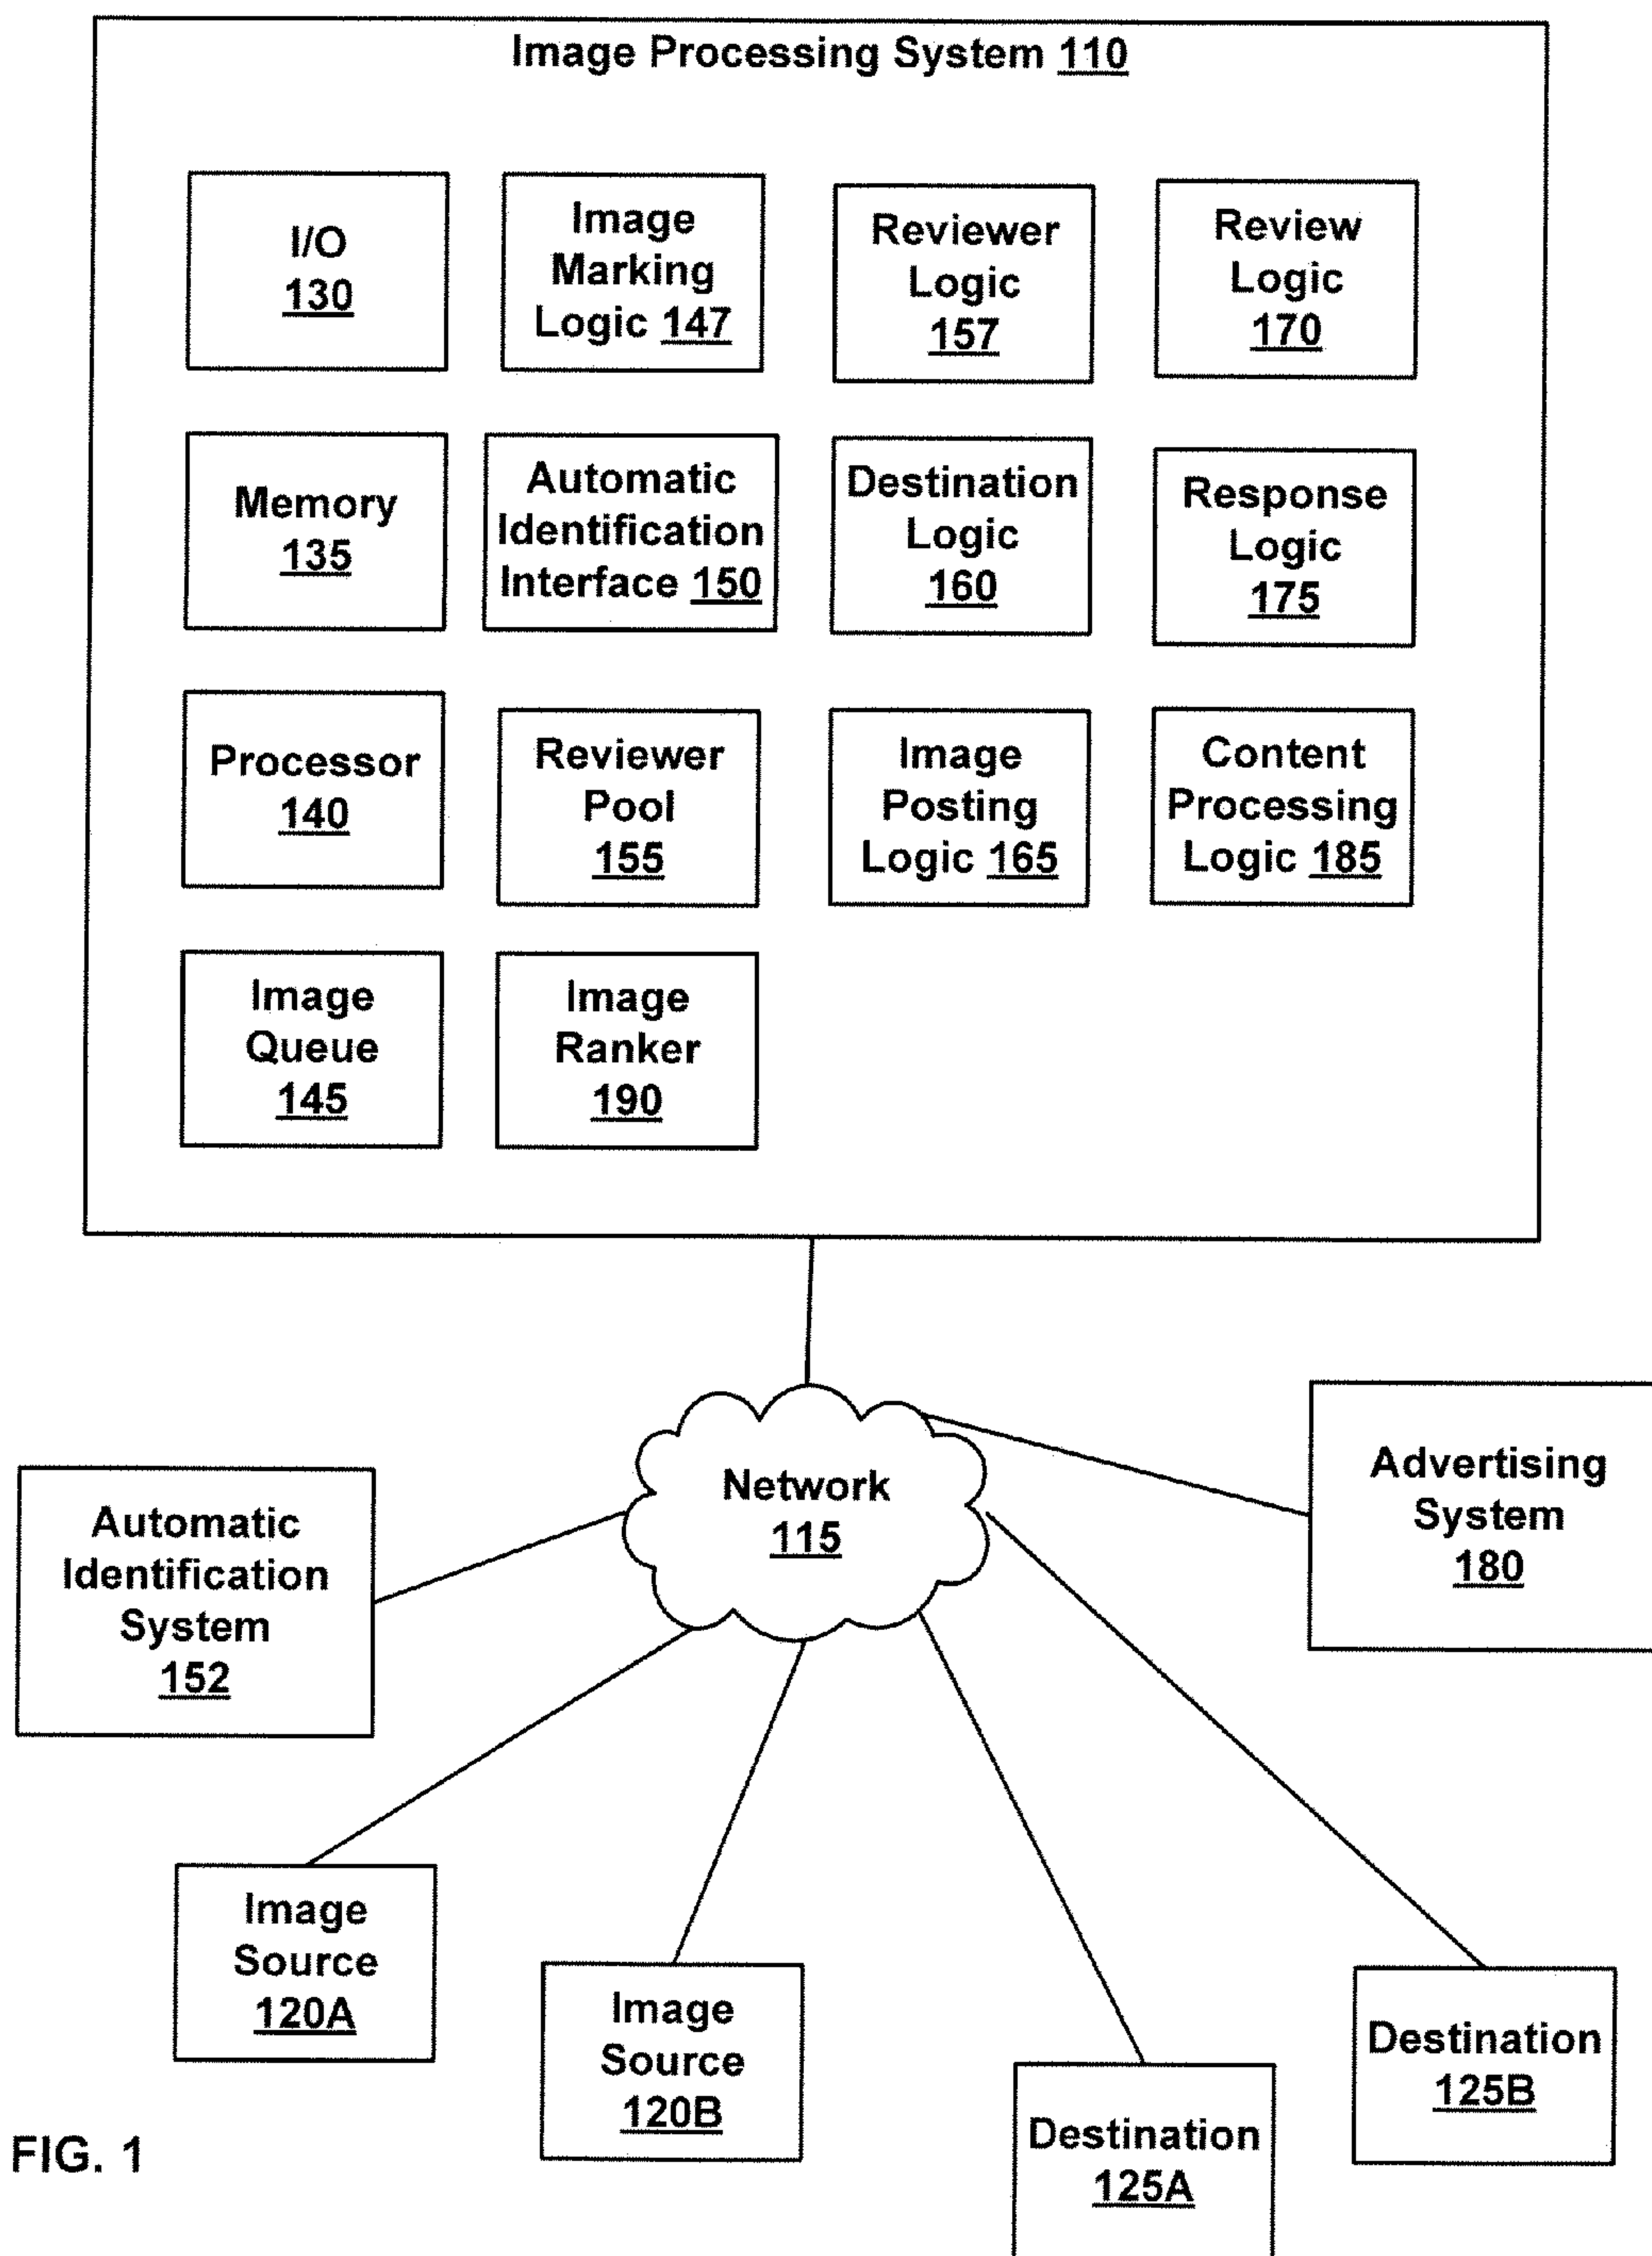 Image Processing System 110
I/O
130
Image
Marking
Logic 147
Reviewer
Logic
157
Review
Logic
170
Memory
135
Automatic
Identification
Interface 150
Destination
Logic
160
Response
Logic
175
Processor
140
Reviewer
Pool
155
Image
Posting
Logic 165
Content
Processing
Logic 185
Image
Queue
145
Image
Ranker
190
Network
115
Advertising
System
180
Automatic
Identification
System
152
Image
Source
120A
Image
Source
120B
Destination
125A
Destination
125B
FIG. 1